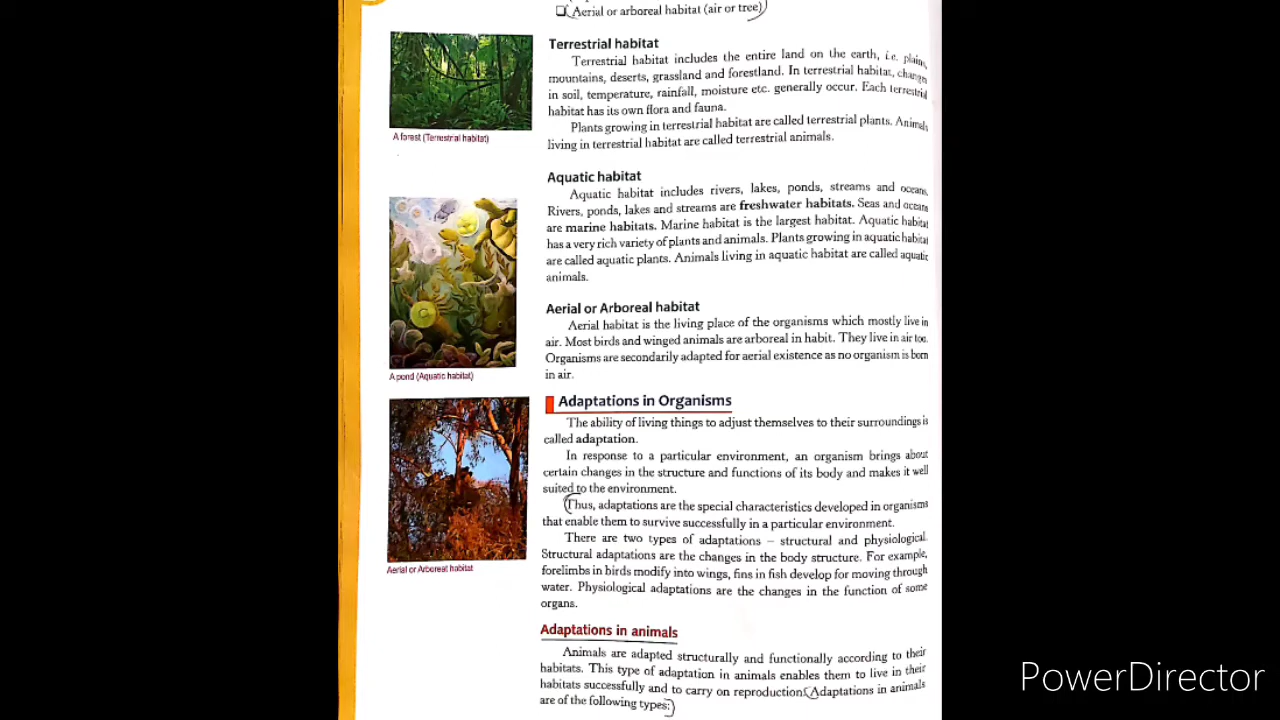 ❑ Aerial or arboreal habitat (air or tree)
Terrestrial habitat
Terrestrial habitat includes the entire land on the earth, i.e. plains,
mountains, deserts, grassland and forestland. In terrestrial habitat, changes
in soil, temperature, rainfall, moisture etc. generally occur. Each terrestrial
habitat has its own flora and fauna.
Plants growing in terrestrial habitat are called terrestrial plants. Animals
living in terrestrial habitat are called terrestrial animals.
A forest (Terrestrial habitat)
Aquatic habitat
Aquatic habitat includes rivers, lakes, ponds, streams and oceans.
Rivers, ponds, lakes and streams are freshwater habitats. Seas and oceans
are marine habitats. Marine habitat is the largest habitat. Aquatic habitat
has a very rich variety of plants and animals. Plants growing in aquatic habitat
are called aquatic plants. Animals living in aquatic habitat are called aquatic
animals.
A pond (Aquatic habitat)
Aerial or Arboreal habitat
Aerial habitat is the living place of the organisms which mostly live in
air. Most birds and winged animals are arboreal in habit. They live in air too.
Organisms are secondarily adapted for aerial existence as no organism is born
in air.
Adaptations in Organisms
The ability of living things to adjust themselves to their surroundings is
called adaptation.
In response to a particular environment, an organism brings about
certain changes in the structure and functions of its body and makes it well
suited to the environment.
Thus, adaptations are the special characteristics developed in organisms
that enable them to survive successfully in a particular environment.
There are two types of adaptations – structural and physiological.
Structural adaptations are the changes in the body structure. For example,
forelimbs in birds modify into wings, fins in fish develop for moving through
water. Physiological adaptations are the changes in the function of some
organs.
Aerial or Arboreat habitat
Adaptations in animals
Animals are adapted structurally and functionally according to their
habitats. This type of adaptation in animals enables them to live in their
habitats successfully and to carry on reproduction. Adaptations in animals
are of the following types:
PowerDirector